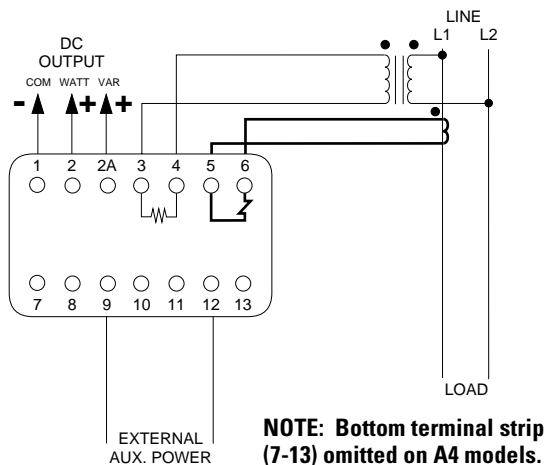 LINE
L1 L2
DC
OUTPUT
COM WATT VAR
- + +
1 2 2A 3 4 5 6
7 8 9 10 11 12 13
LOAD
EXTERNAL
AUX. POWER
NOTE: Bottom terminal strip
(7-13) omitted on A4 models.